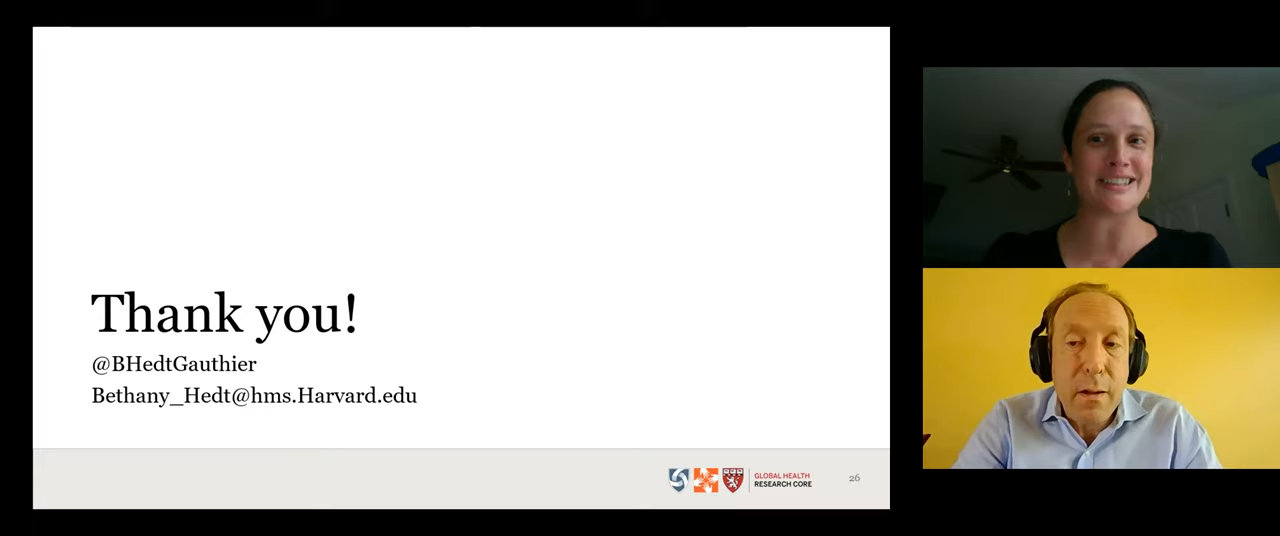 Thank you!
@BHedtGauthier
Bethany_Hedt@hms.Harvard.edu
GLOBAL HEALTH
RESEARCH CORE
26